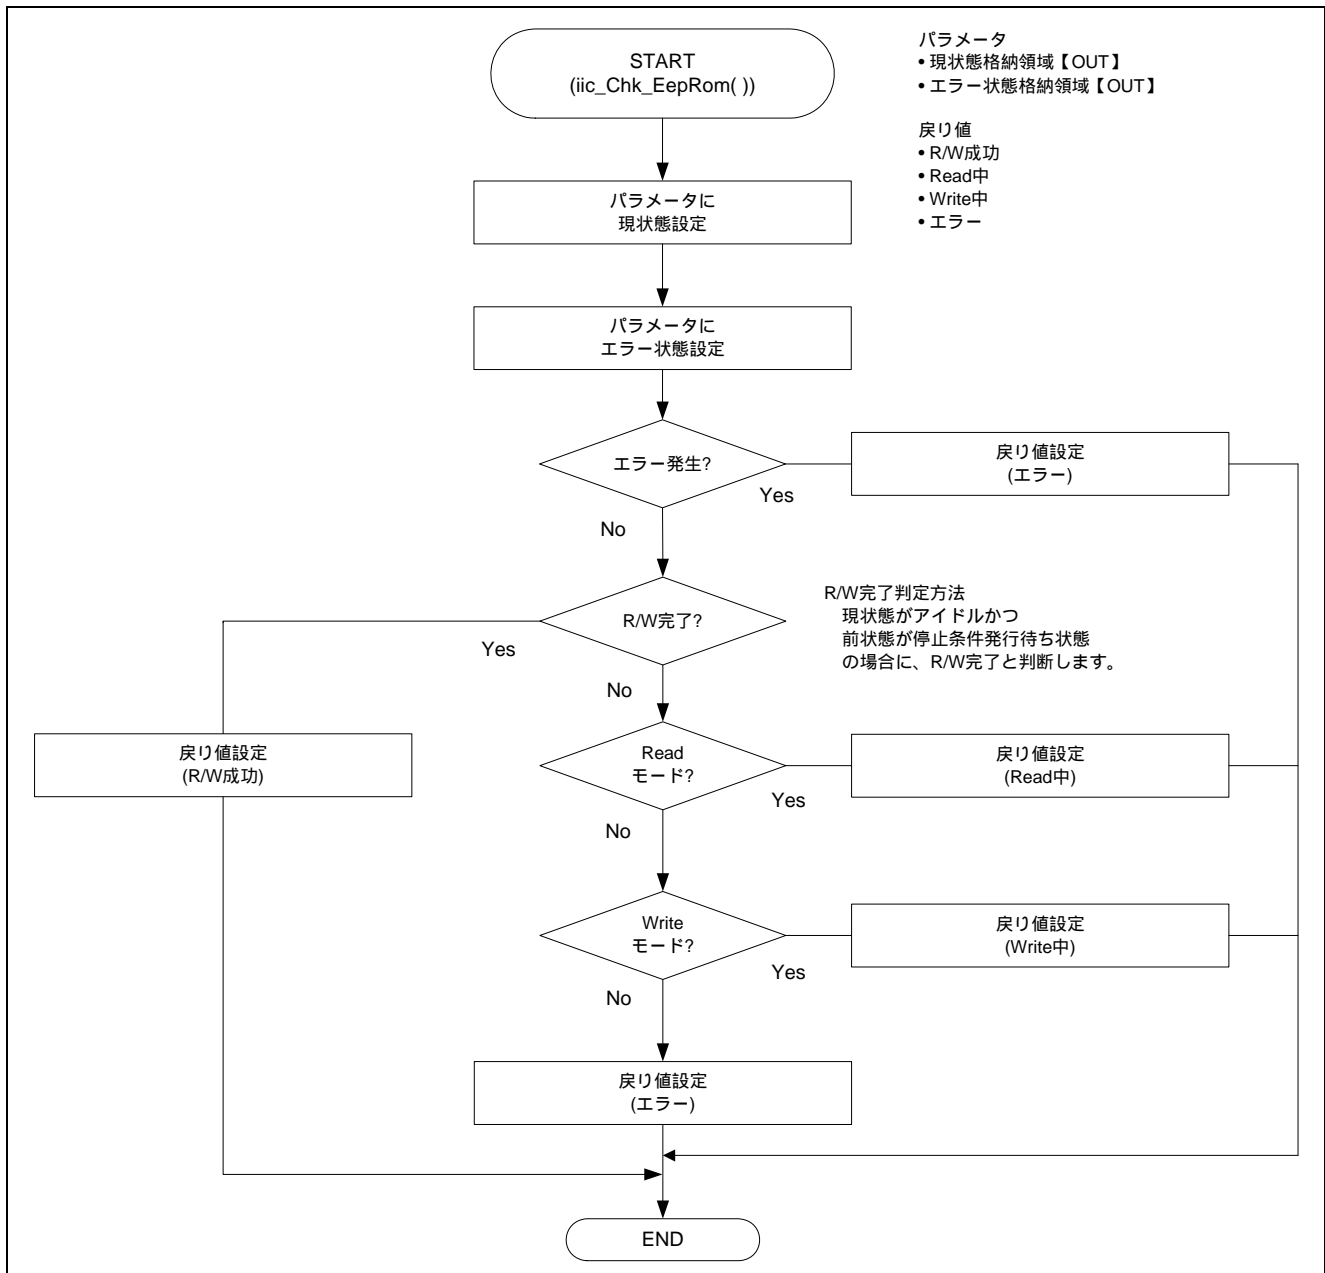 START
(iic_Chk_EepRom( ))
パラメータ
• 現状態格納領域【OUT】
• エラー状態格納領域【OUT】
戻り値
• R/W成功
• Read中
• Write中
• エラー
パラメータに
現状態設定
パラメータに
エラー状態設定
エラー発生?
Yes
No
戻り値設定
(エラー)
R/W完了?
Yes
No
R/W完了判定方法
現状態がアイドルかつ
前状態が停止条件発行待ち状態
の場合に、R/W完了と判断します。
戻り値設定
(R/W成功)
Read
モード?
Yes
No
戻り値設定
(Read中)
Write
モード?
Yes
No
戻り値設定
(Write中)
戻り値設定
(エラー)
END